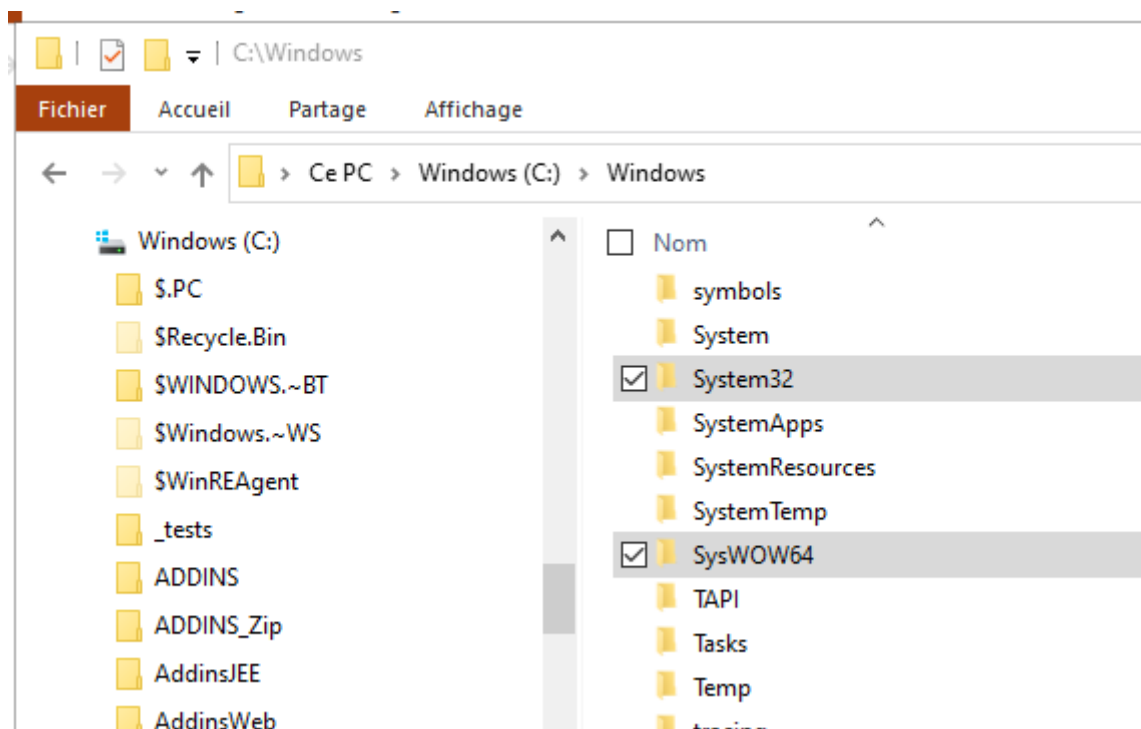 C:\Windows
Fichier Accueil Partage Affichage
Ce PC > Windows (C:) > Windows
Windows (C:)
$.PC
$Recycle.Bin
$WINDOWS.~BT
$Windows.~WS
$WinREAgent
_tests
ADDINS
ADDINS_Zip
AddinsJEE
AddinsWeb
Nom
symbols
System
System32
SystemApps
SystemResources
SystemTemp
SysWOW64
TAPI
Tasks
Temp
tracing